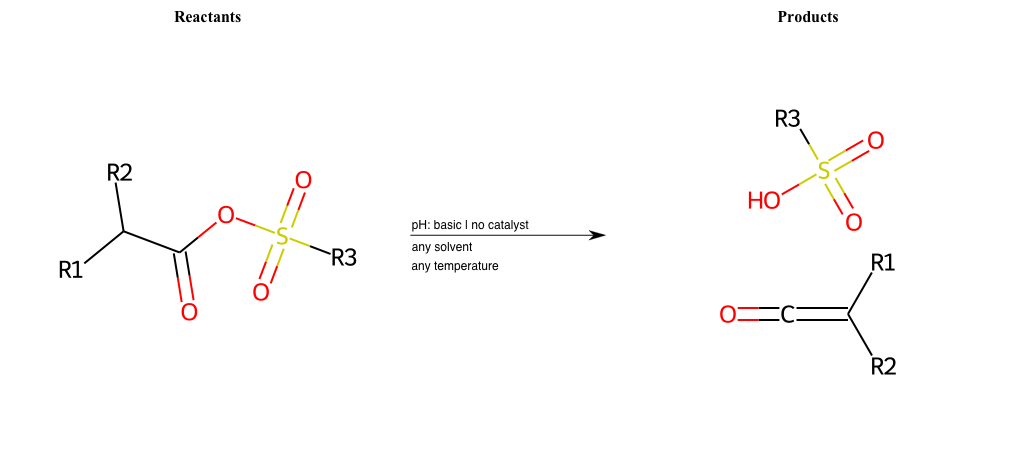 Reactants
Products
R2
R1
O
O
O
S
O
R3
pH: basic | no catalyst
any solvent
any temperature
R3
O
S
HO
O
R1
O
C
R2